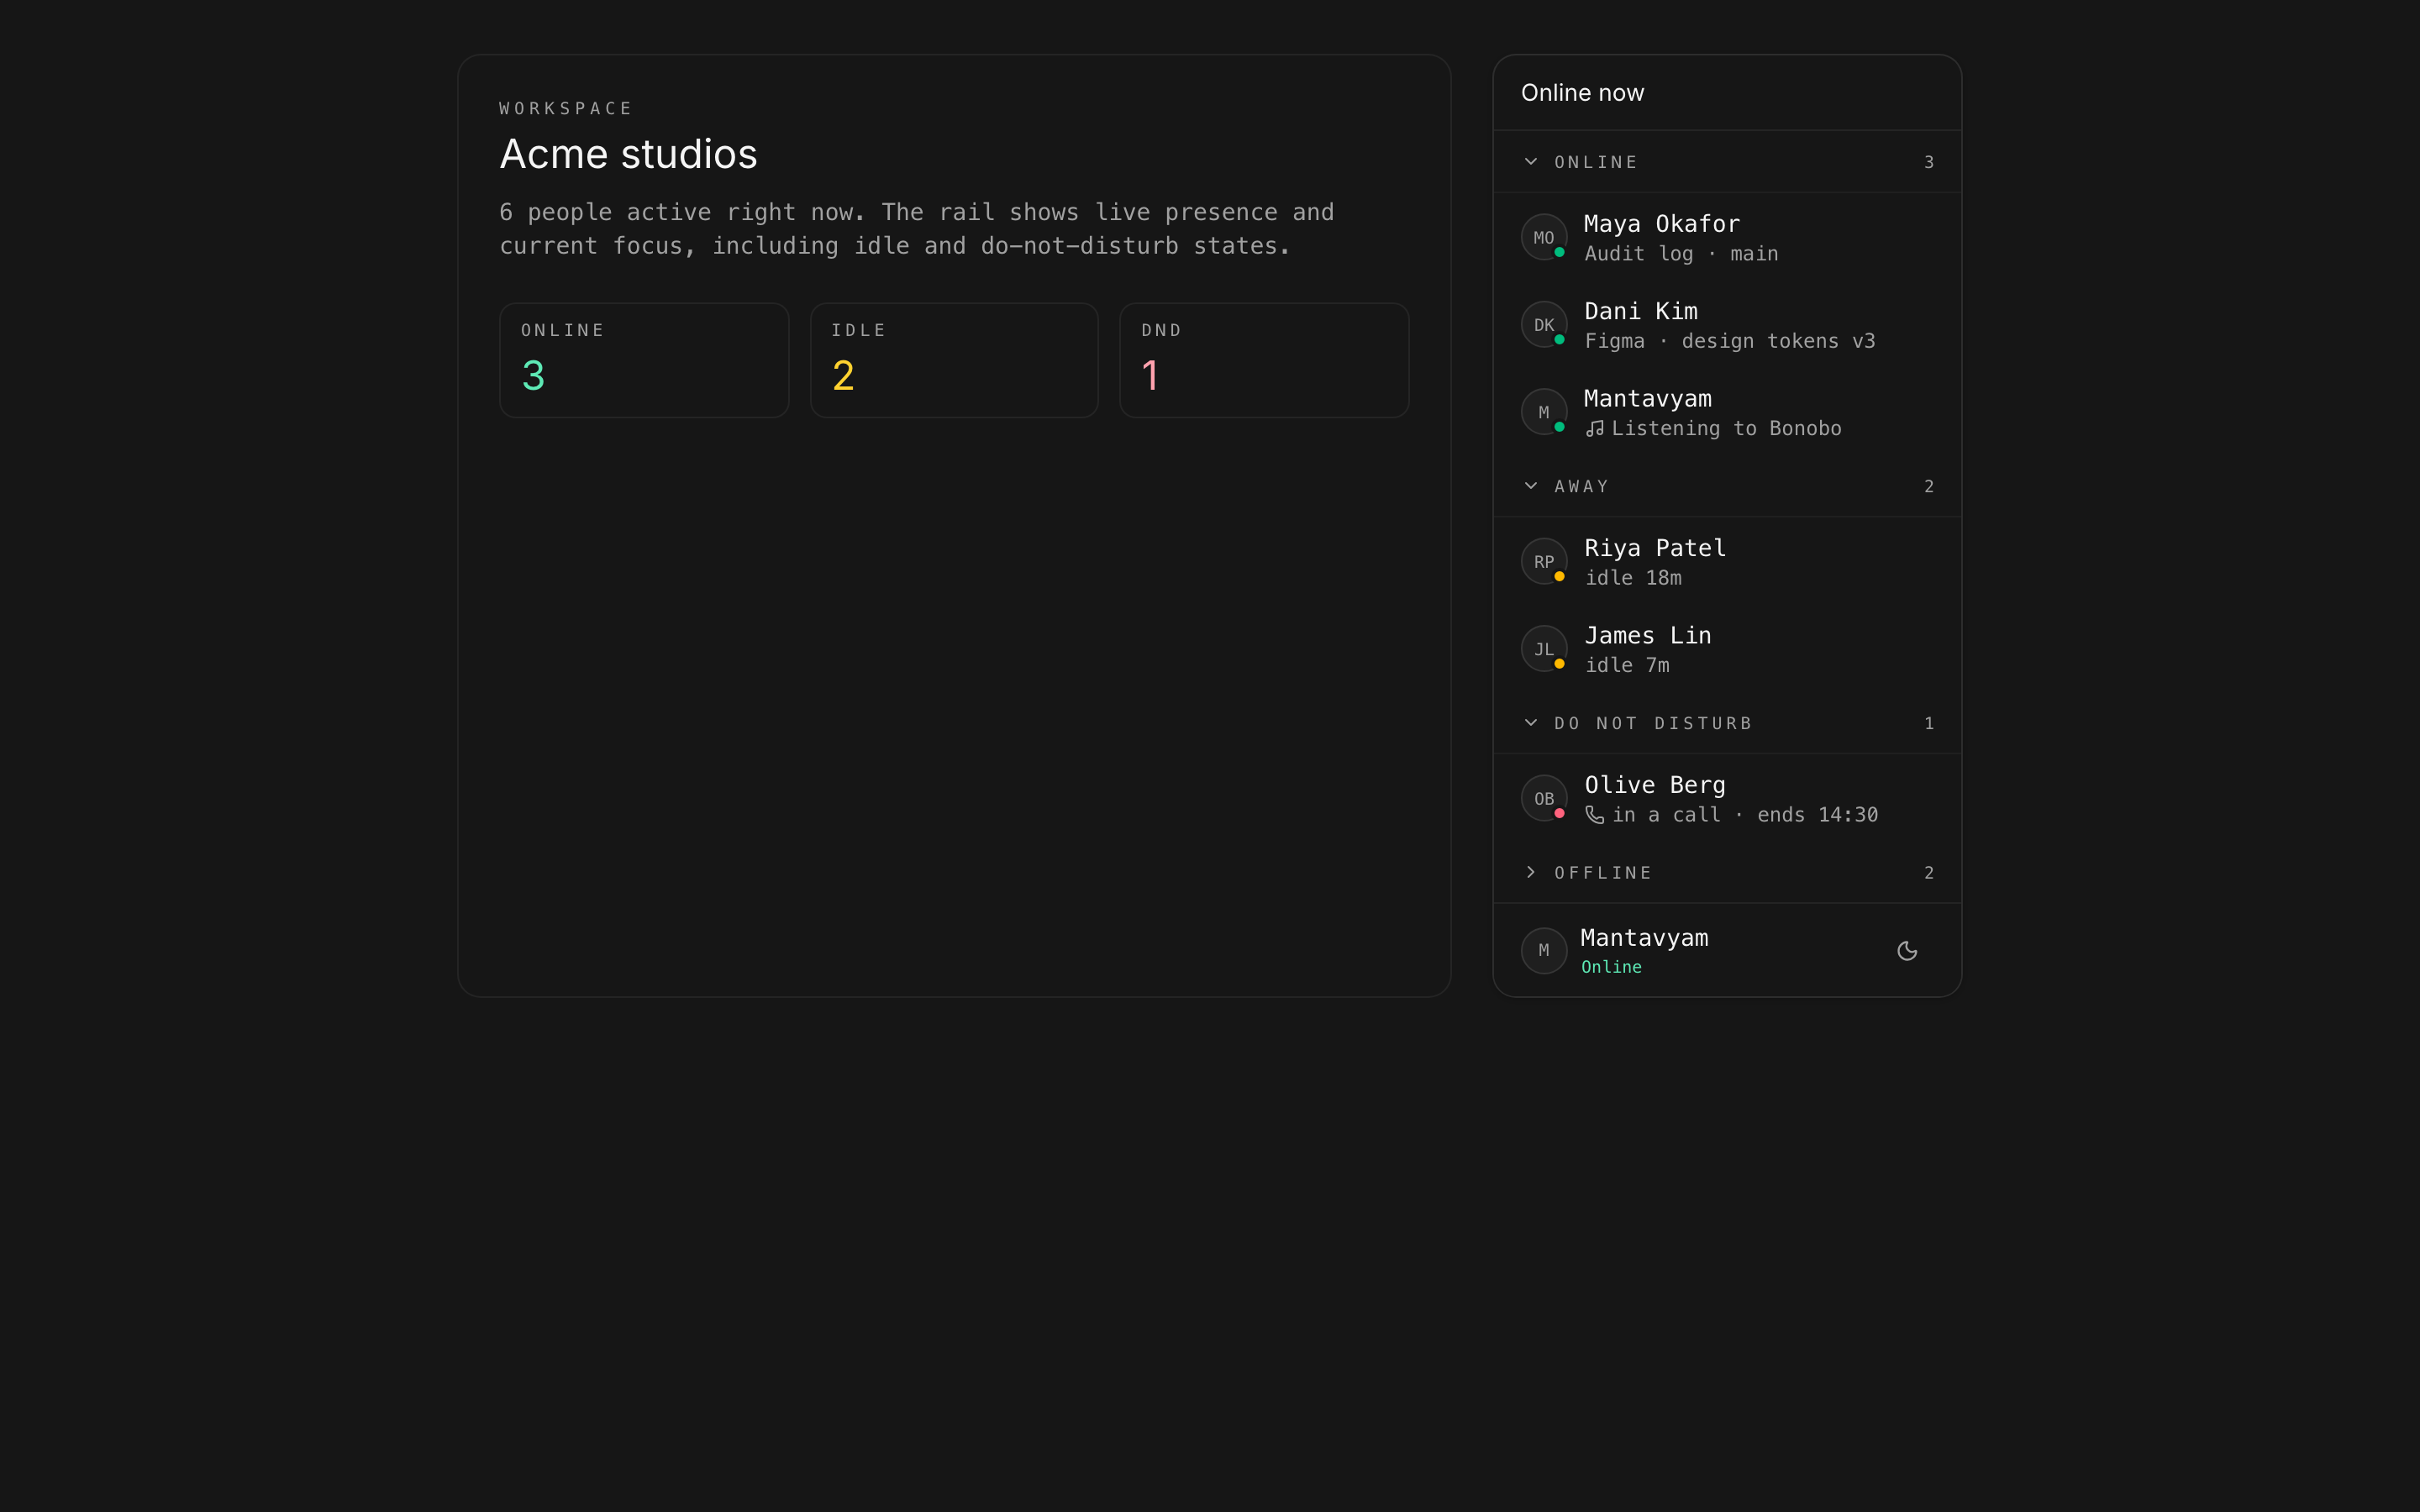 WORKSPACE
Acme studios
6 people active right now. The rail shows live presence and
current focus, including idle and do-not-disturb states.
ONLINE
3
IDLE
2
DND
1
Online now
ONLINE 3
MO
Maya Okafor
Audit log · main
DK
Dani Kim
Figma · design tokens v3
M
Mantavyam
Listening to Bonobo
AWAY 2
RP
Riya Patel
idle 18m
JL
James Lin
idle 7m
DO NOT DISTURB 1
OB
Olive Berg
in a call · ends 14:30
OFFLINE 2
M
Mantavyam
Online